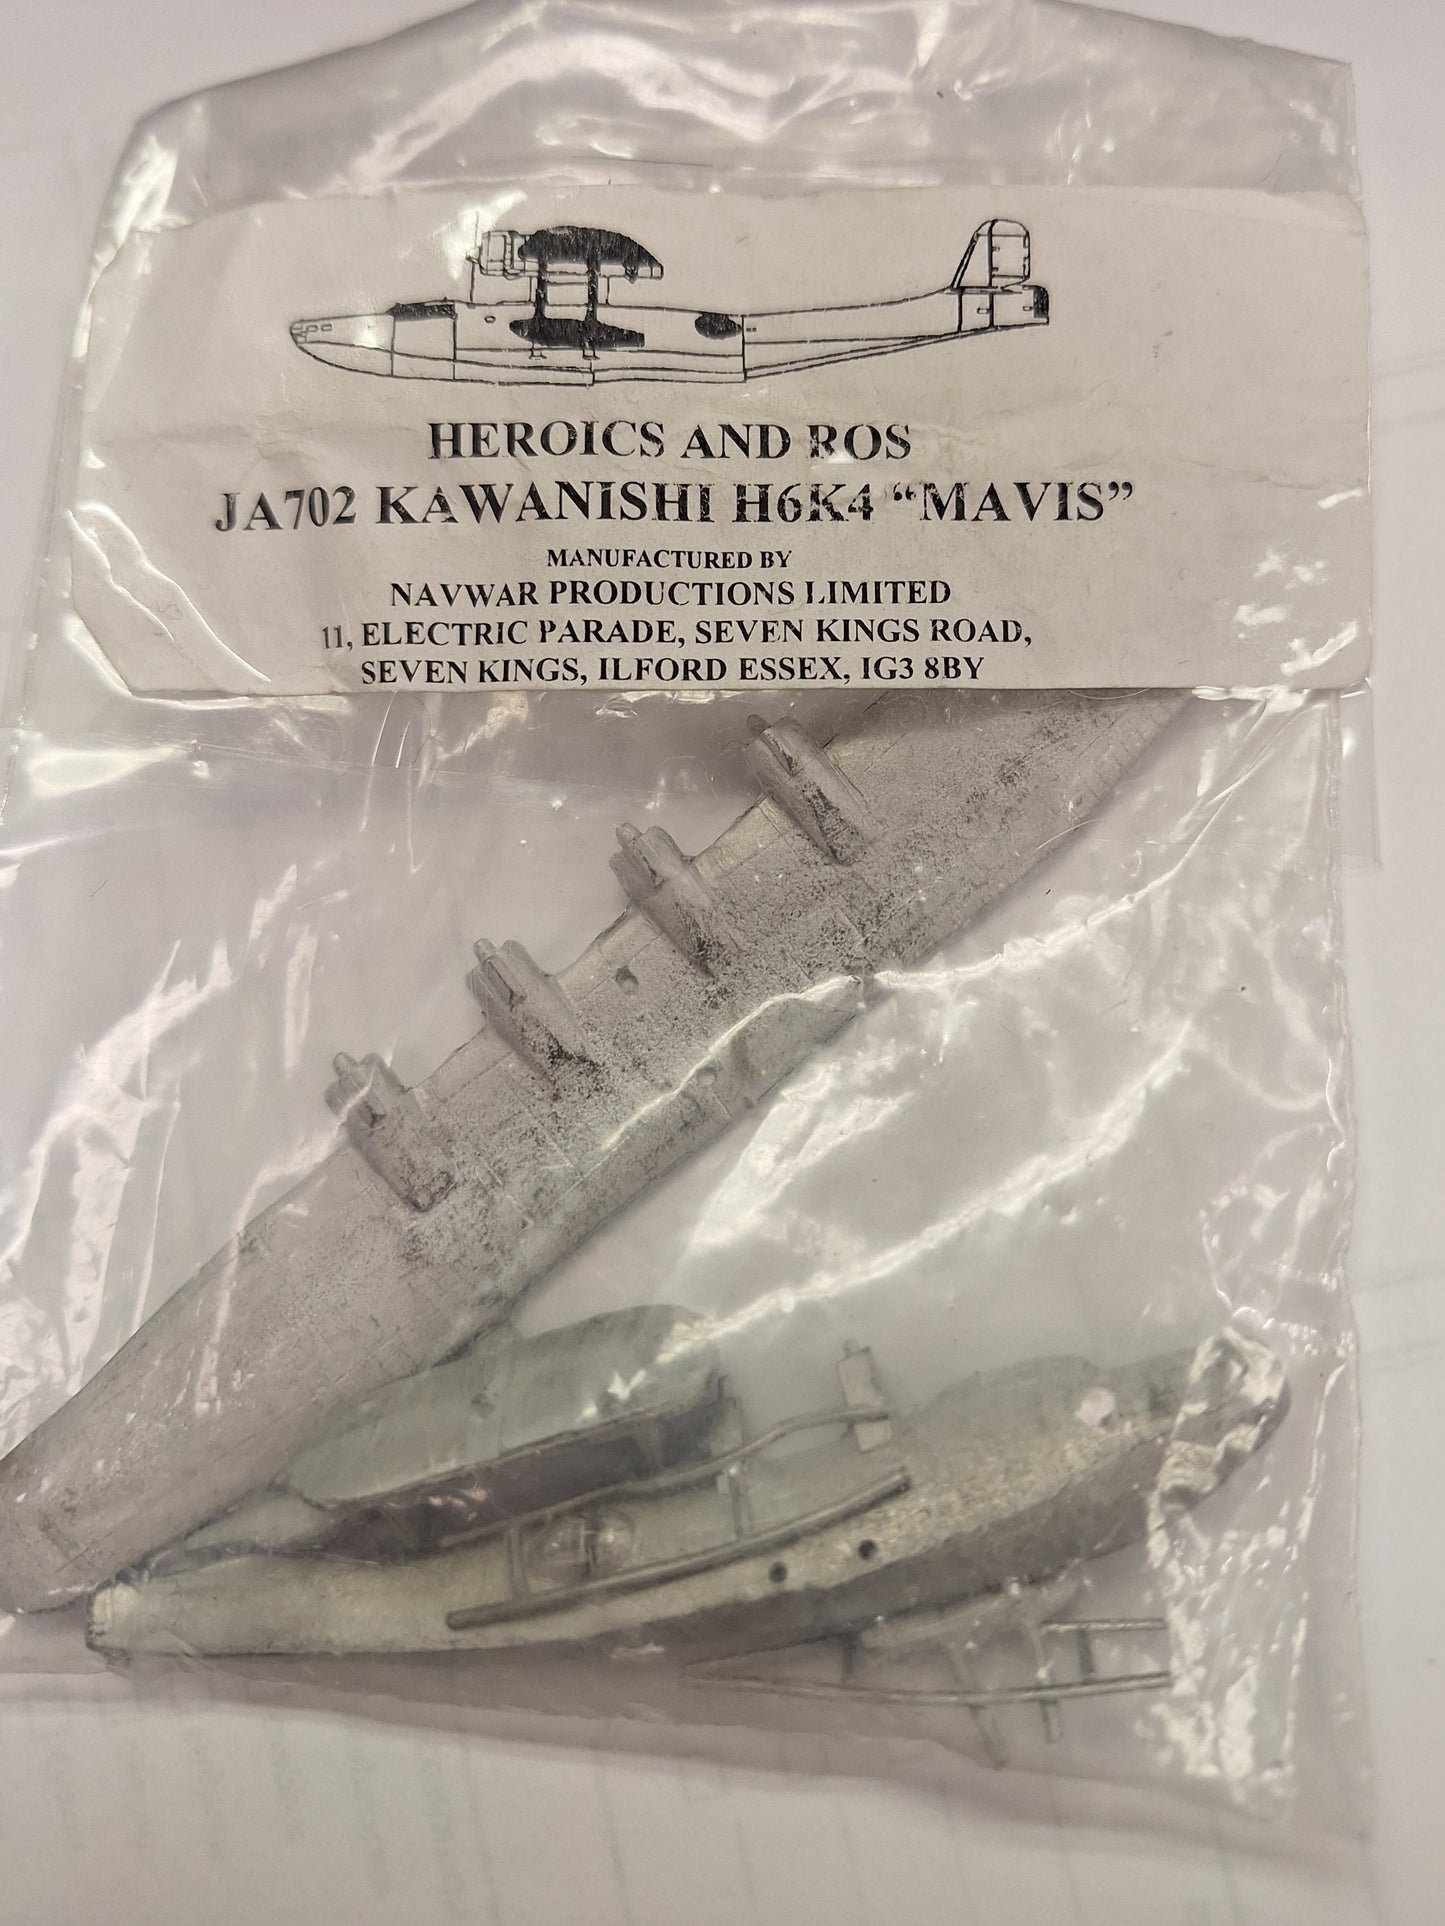 HEROICS AND ROS
JA702 KAWANISHI H6K4 “MAVIS”
MANUFACTURED BY
NAVWAR PRODUCTIONS LIMITED
11, ELECTRIC PARADE, SEVEN KINGS ROAD,
SEVEN KINGS, ILFORD ESSEX, IG3 8BY